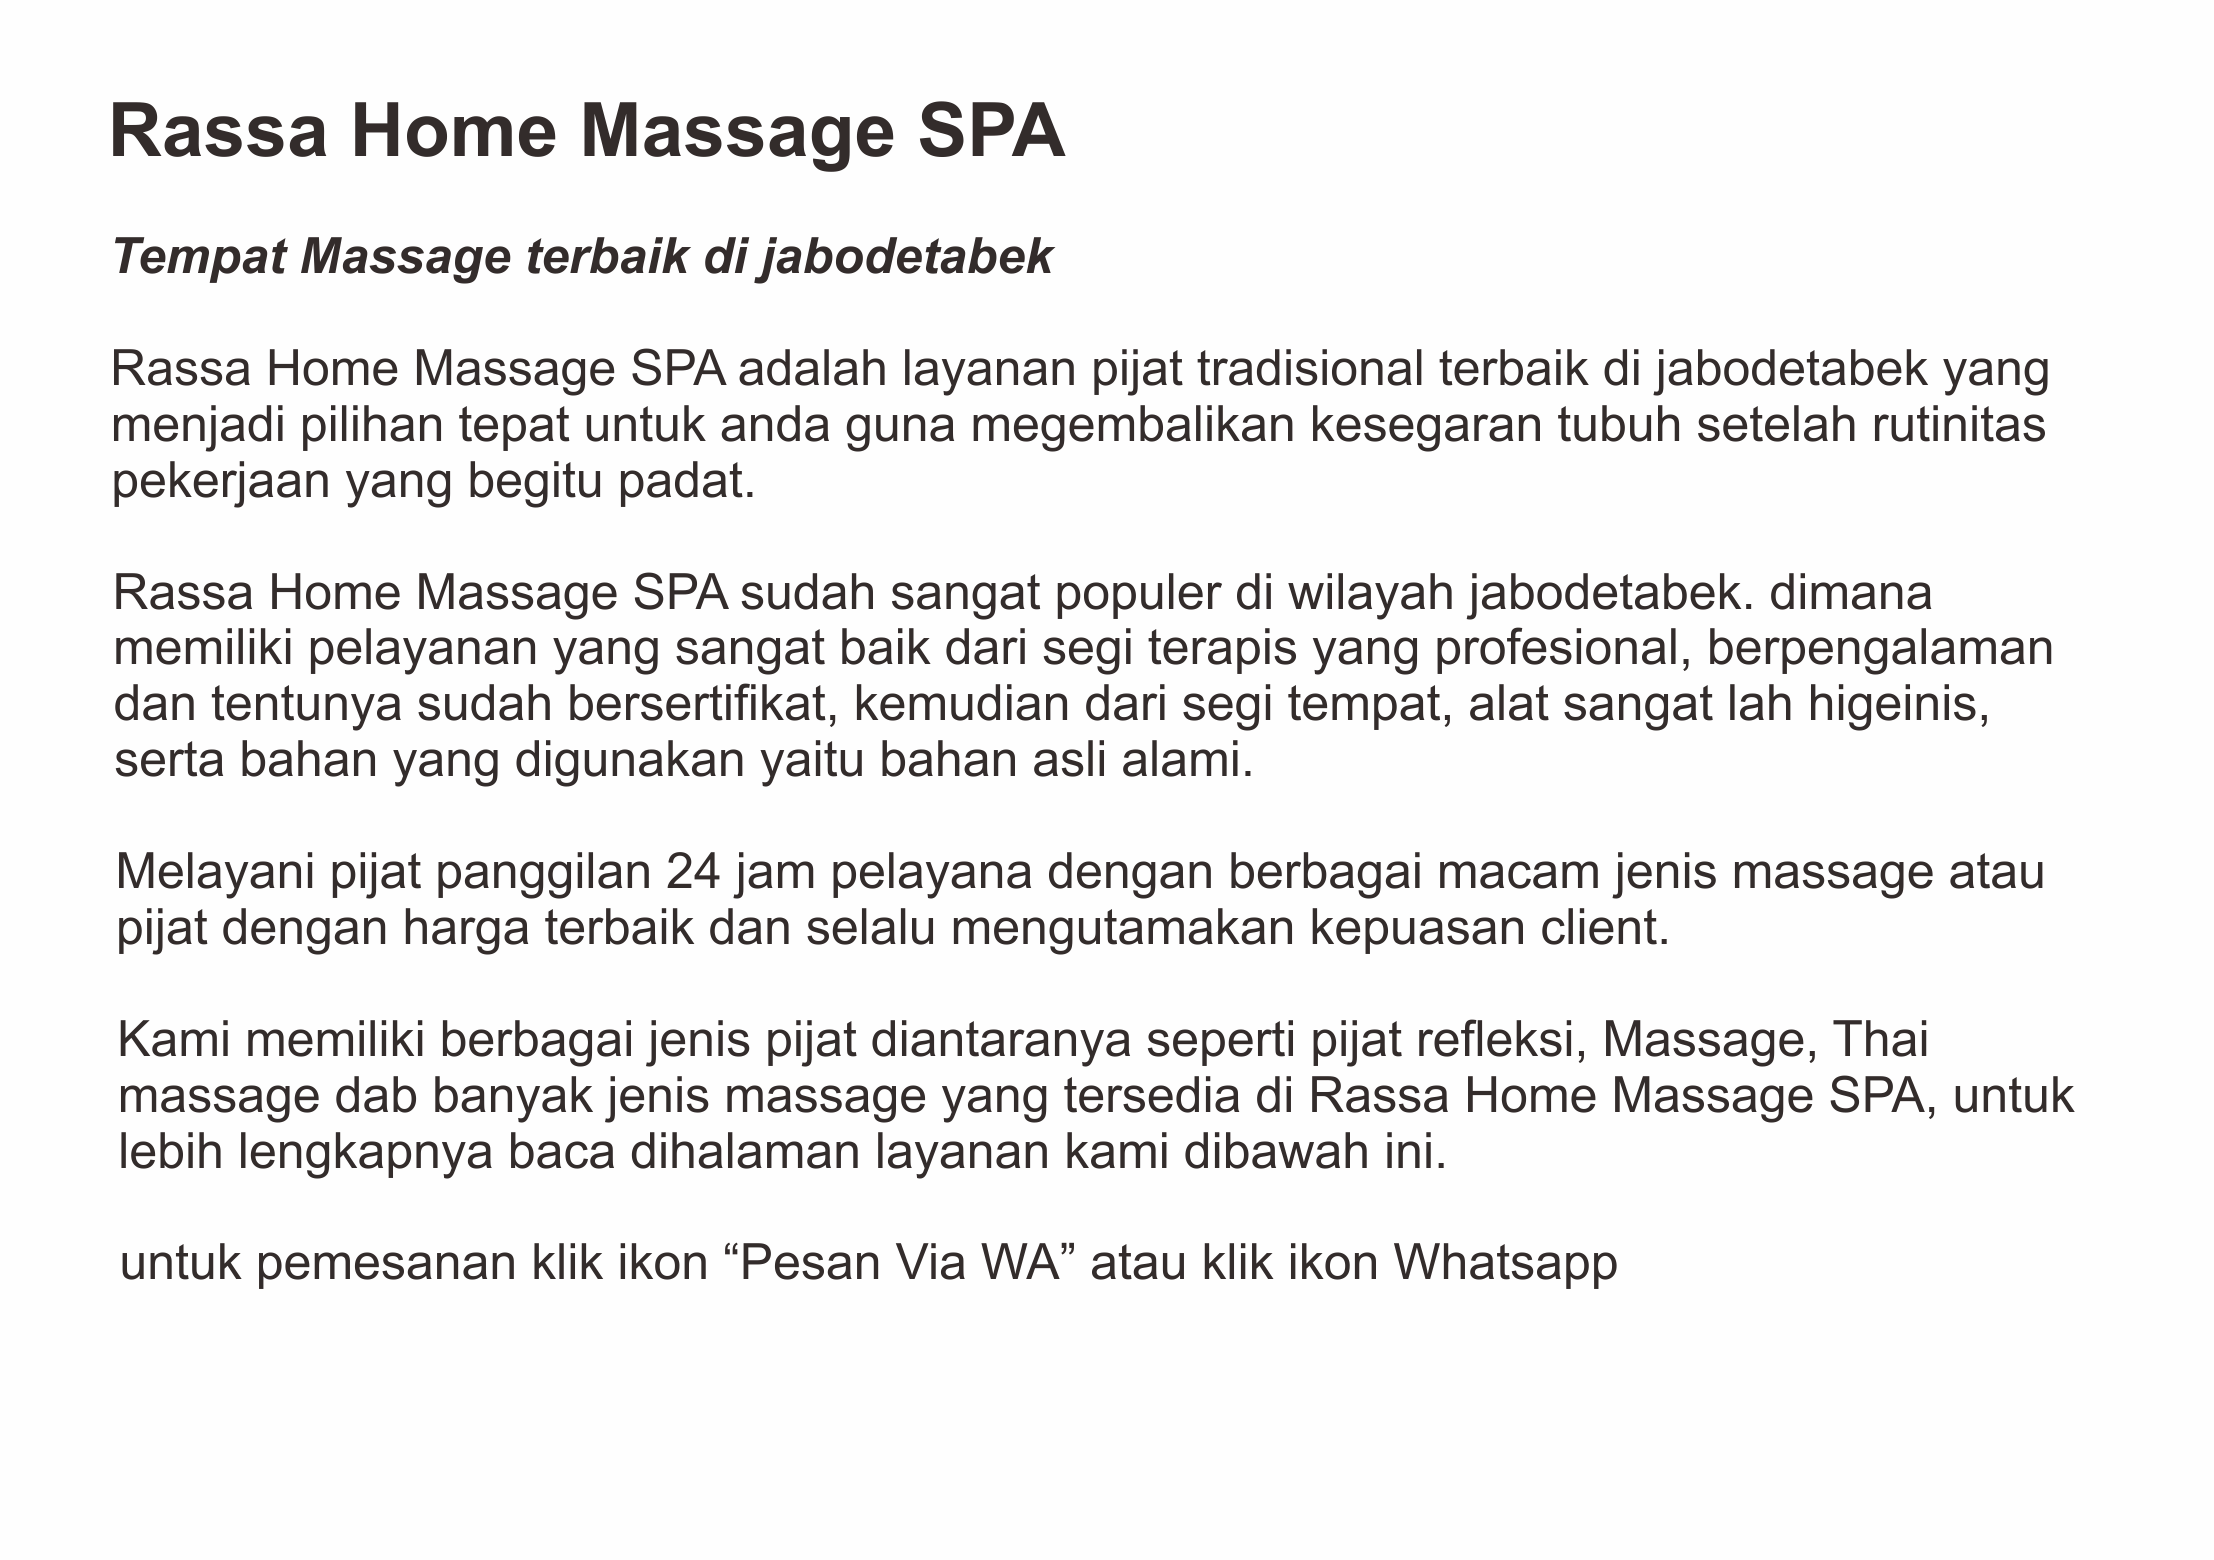 Rassa Home Massage SPA
Tempat Massage terbaik di jabodetabek
Rassa Home Massage SPA adalah layanan pijat tradisional terbaik di jabodetabek yang
menjadi pilihan tepat untuk anda guna megembalikan kesegaran tubuh setelah rutinitas
pekerjaan yang begitu padat.
Rassa Home Massage SPA sudah sangat populer di wilayah jabodetabek. dimana
memiliki pelayanan yang sangat baik dari segi terapis yang profesional, berpengalaman
dan tentunya sudah bersertifikat, kemudian dari segi tempat, alat sangat lah higeinis,
serta bahan yang digunakan yaitu bahan asli alami.
Melayani pijat panggilan 24 jam pelayana dengan berbagai macam jenis massage atau
pijat dengan harga terbaik dan selalu mengutamakan kepuasan client.
Kami memiliki berbagai jenis pijat diantaranya seperti pijat refleksi, Massage, Thai
massage dab banyak jenis massage yang tersedia di Rassa Home Massage SPA, untuk
lebih lengkapnya baca dihalaman layanan kami dibawah ini.
untuk pemesanan klik ikon “Pesan Via WA” atau klik ikon Whatsapp